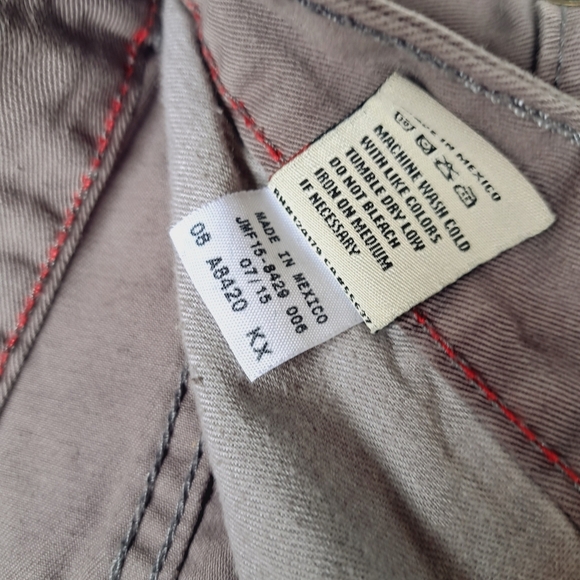 IN MEXICO
MACHINE WASH COLD
WITH LIKE COLORS
TUMBLE DRY LOW
DO NOT BLEACH
IRON ON MEDIUM
IF NECESSARY
MADE IN MEXICO
JMF15-8429 006
07/15
08 A8420 KX